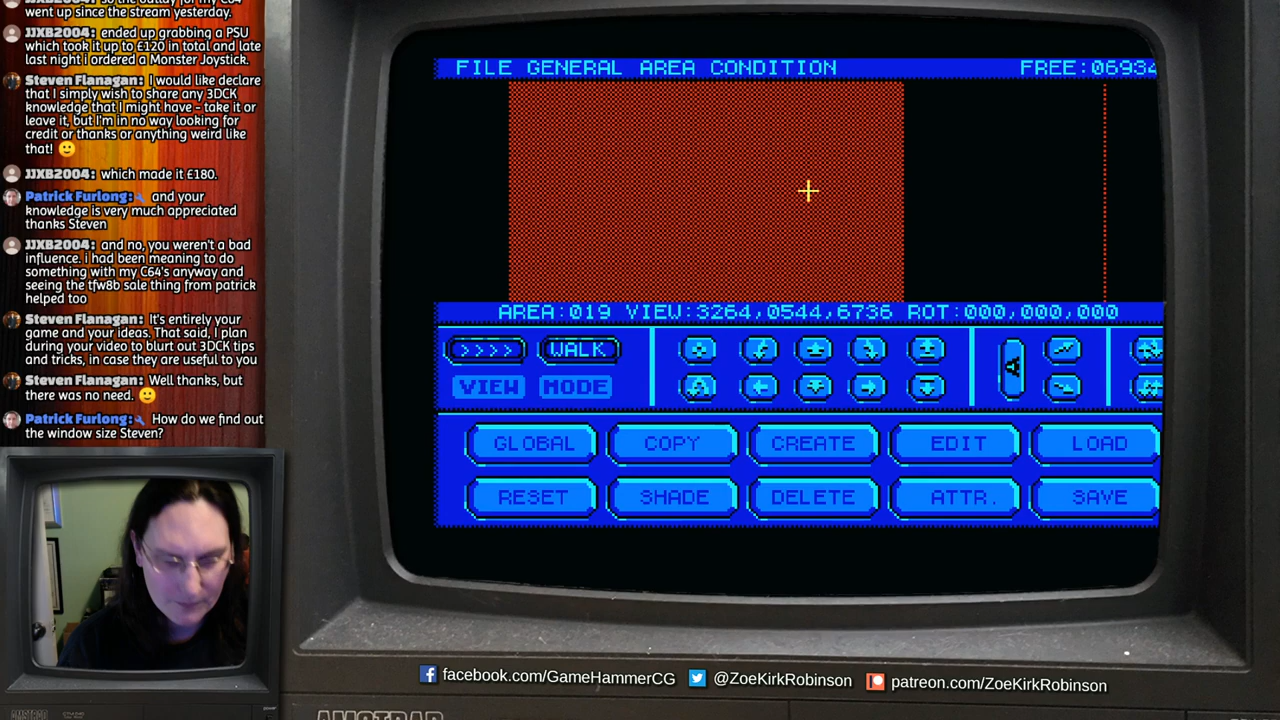 JJXB2004: so the outlay for my C64
went up since the stream yesterday.
JJXB2004: ended up grabbing a PSU
which took it up to £120 in total and late
last night i ordered a Monster Joystick.
Steven Flanagan: I would like declare
that I simply wish to share any 3DCK
knowledge that I might have - take it or
leave it, but I'm in no way looking for
credit or thanks or anything weird like
that!
JJXB2004: which made it £180.
Patrick Furlong: and your
knowledge is very much appreciated
thanks Steven
JJXB2004: and no, you weren't a bad
influence. i had been meaning to do
something with my C64's anyway and
seeing the tfw8b sale thing from patrick
helped too
Steven Flanagan: It's entirely your
game and your ideas. That said, I plan
during your video to blurt out 3DCK tips
and tricks, in case they are useful to you
Steven Flanagan: Well thanks, but
there was no need.
Patrick Furlong: How do we find out
the window size Steven?
FILE GENERAL AREA CONDITION FREE:06934
AREA:019 VIEW:3264,0544,6736 ROT:000,000,000
>>>> WALK
VIEW MODE
GLOBAL COPY CREATE EDIT LOAD
RESET SHADE DELETE ATTR. SAVE
facebook.com/GameHammerCG @ZoeKirkRobinson patreon.com/ZoeKirkRobinson